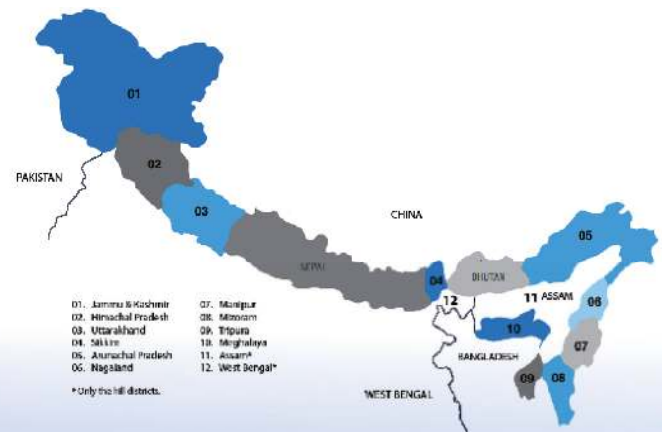 01
02
PAKISTAN
03
CHINA
05
NEPAL
04
BHUTAN
12
11 ASSAM
06
10
BANGLADESH
07
WEST BENGAL
09
08
01. Jammu & Kashmir
02. Himachal Pradesh
03. Uttarakhand
04. Sikkim
05. Arunachal Pradesh
06. Nagaland
07. Manipur
08. Mizoram
09. Tripura
10. Meghalaya
11. Assam*
12. West Bengal*
* Only the hill districts.